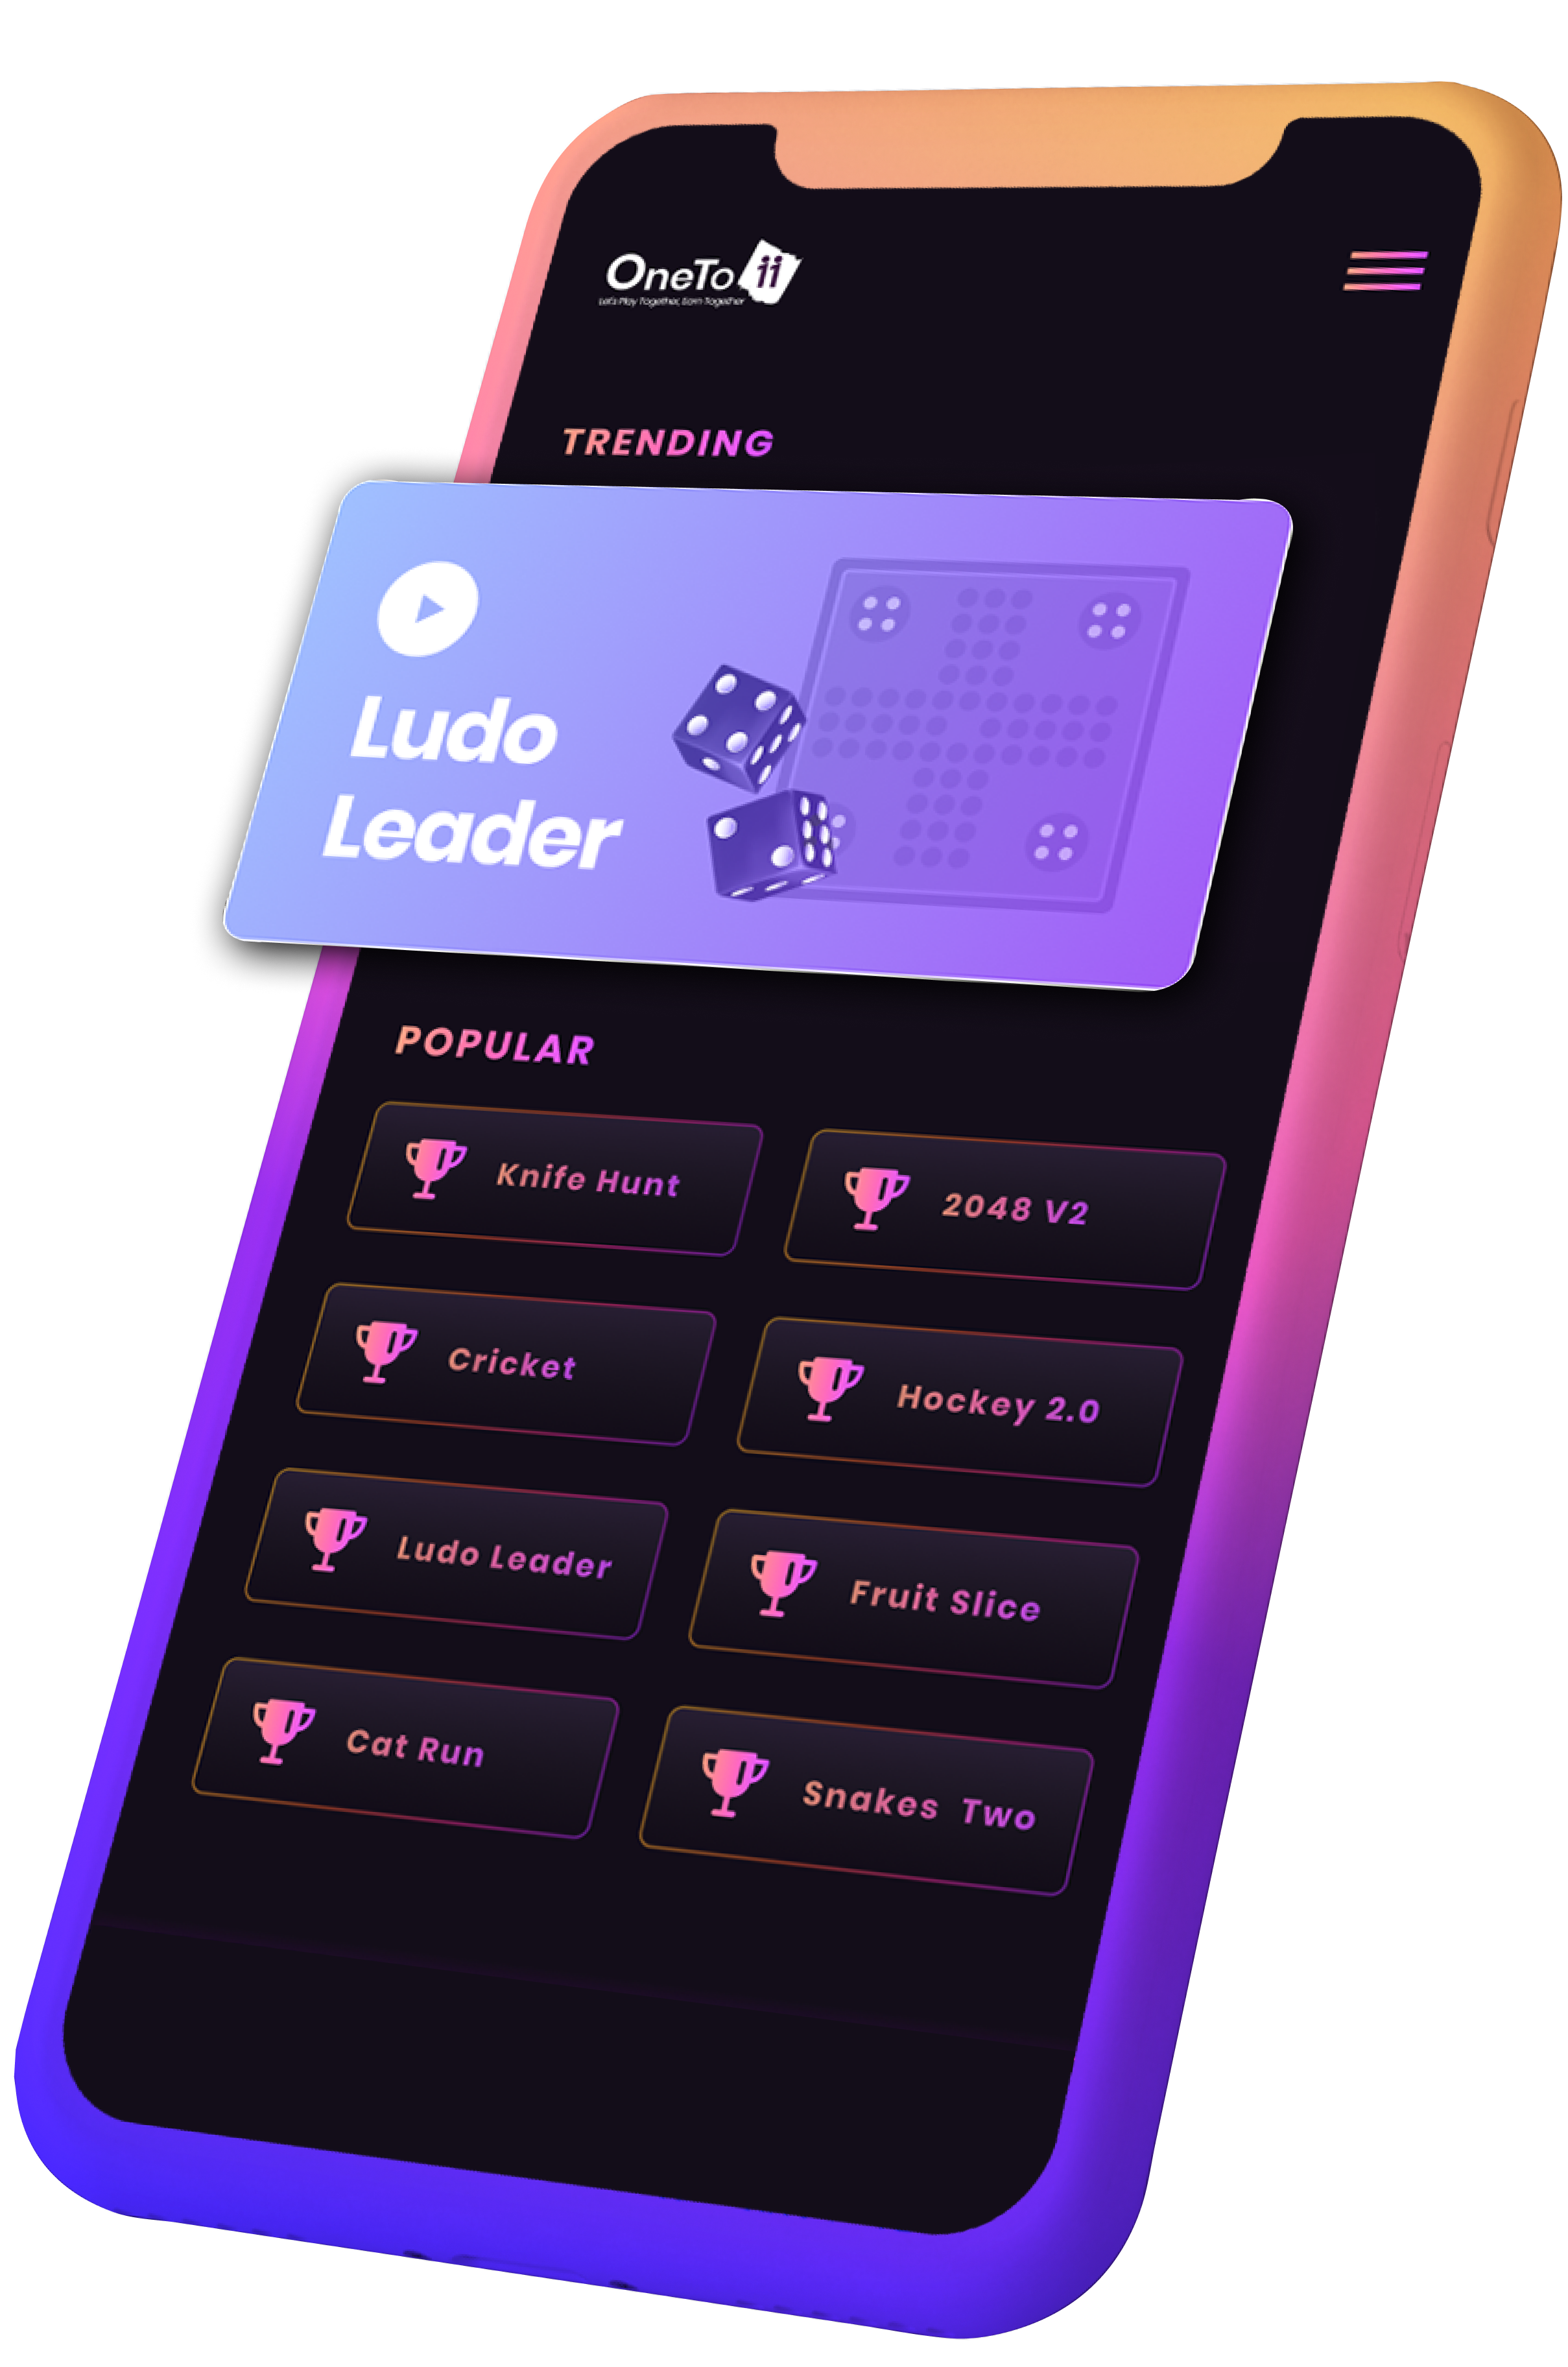 OneTo 11
Let's Play Together, Earn Together
TRENDING
Ludo
Leader
POPULAR
Knife Hunt
2048 V2
Cricket
Hockey 2.0
Ludo Leader
Fruit Slice
Cat Run
Snakes Two